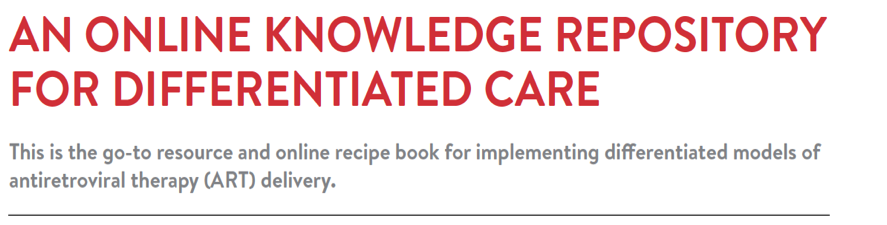 AN ONLINE KNOWLEDGE REPOSITORY
FOR DIFFERENTIATED CARE
This is the go-to resource and online recipe book for implementing differentiated models of
antiretroviral therapy (ART) delivery.